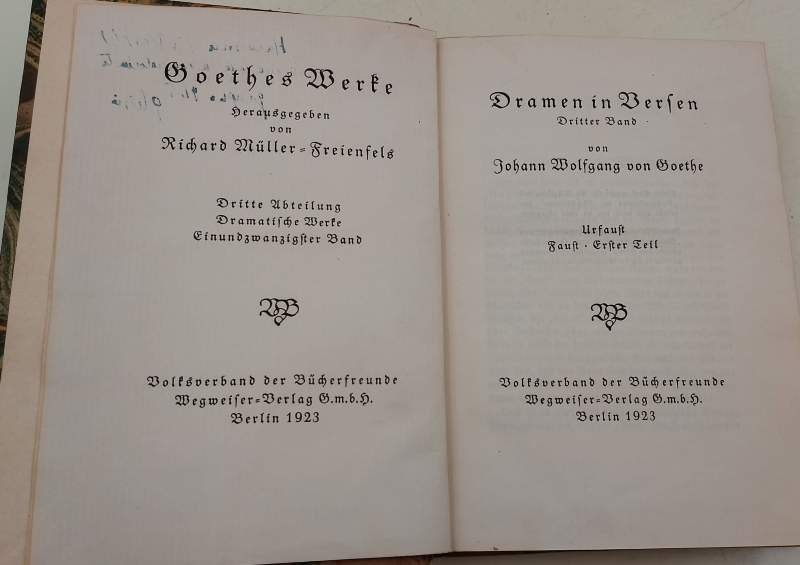 Goethes Werke
Herausgegeben
von
Richard Müller-Freienfels
Dritte Abteilung
Dramatische Werke
Einundzwanzigster Band
VB
Volksverband der Bücherfreunde
Wegweiser-Verlag G.m.b.H.
Berlin 1923
Dramen in Versen
Dritter Band
von
Johann Wolfgang von Goethe
Urfaust
Faust · Erster Teil
VB
Volksverband der Bücherfreunde
Wegweiser-Verlag G.m.b.H.
Berlin 1923